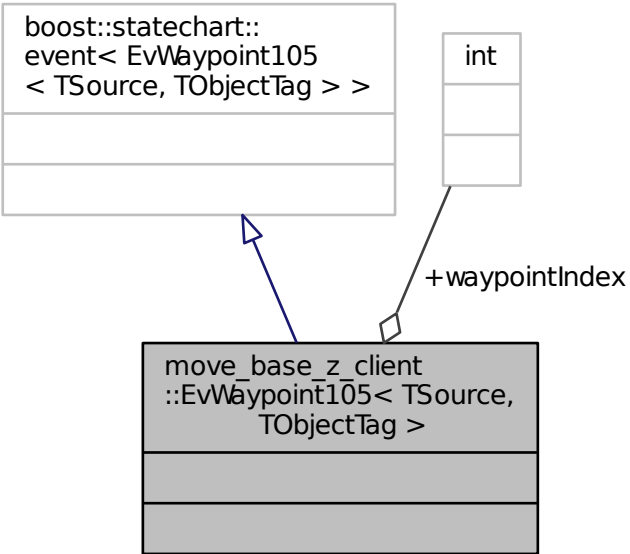 boost::statechart::
event< EvWaypoint105
< TSource, TObjectTag > >
int
+waypointIndex
move_base_z_client
::EvWaypoint105< TSource,
TObjectTag >